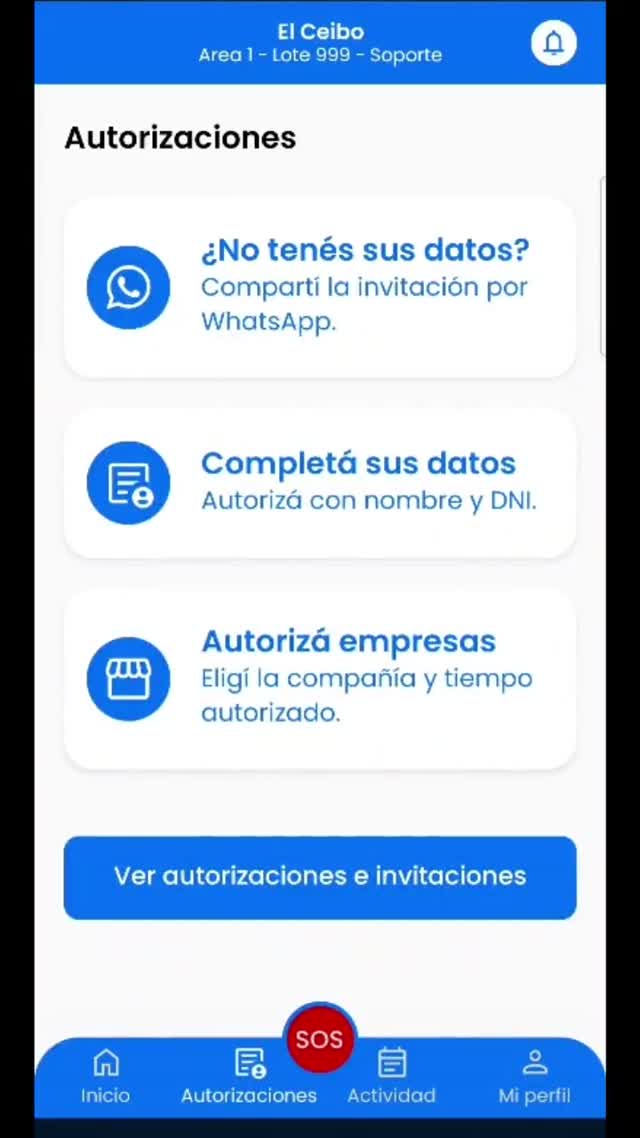 El Ceibo
Area 1 - Lote 999 - Soporte
Autorizaciones
¿No tenés sus datos?
Compartí la invitación por
WhatsApp.
Completá sus datos
Autorizá con nombre y DNI.
Autorizá empresas
Eligí la compañía y tiempo
autorizado.
Ver autorizaciones e invitaciones
SOS
Inicio
Autorizaciones
Actividad
Mi perfil